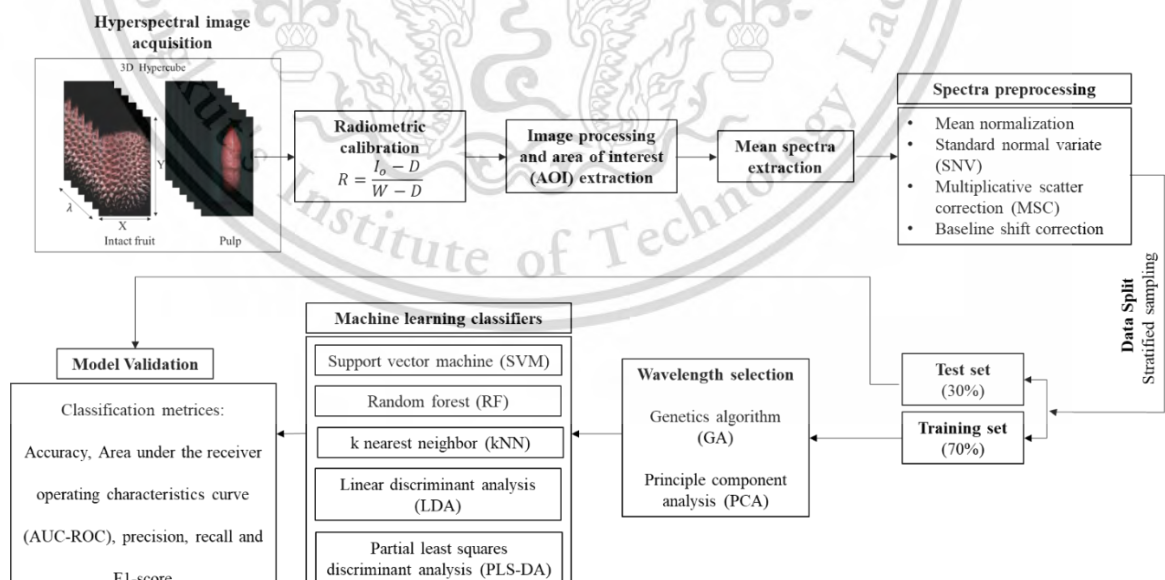 Hyperspectral image
acquisition
3D Hypercube
Y
λ
X
Intact fruit
Pulp
Radiometric
calibration
R = (I_o − D) / (W − D)
Image processing
and area of interest
(AOI) extraction
Mean spectra
extraction
Spectra preprocessing
• Mean normalization
• Standard normal variate
(SNV)
• Multiplicative scatter
correction (MSC)
• Baseline shift correction
Data Split
Stratified sampling
Test set
(30%)
Training set
(70%)
Wavelength selection
Genetics algorithm
(GA)
Principle component
analysis (PCA)
Machine learning classifiers
Support vector machine (SVM)
Random forest (RF)
k nearest neighbor (kNN)
Linear discriminant analysis
(LDA)
Partial least squares
discriminant analysis (PLS-DA)
Model Validation
Classification metrices:
Accuracy, Area under the receiver
operating characteristics curve
(AUC-ROC), precision, recall and
F1-score
Institute of Technology